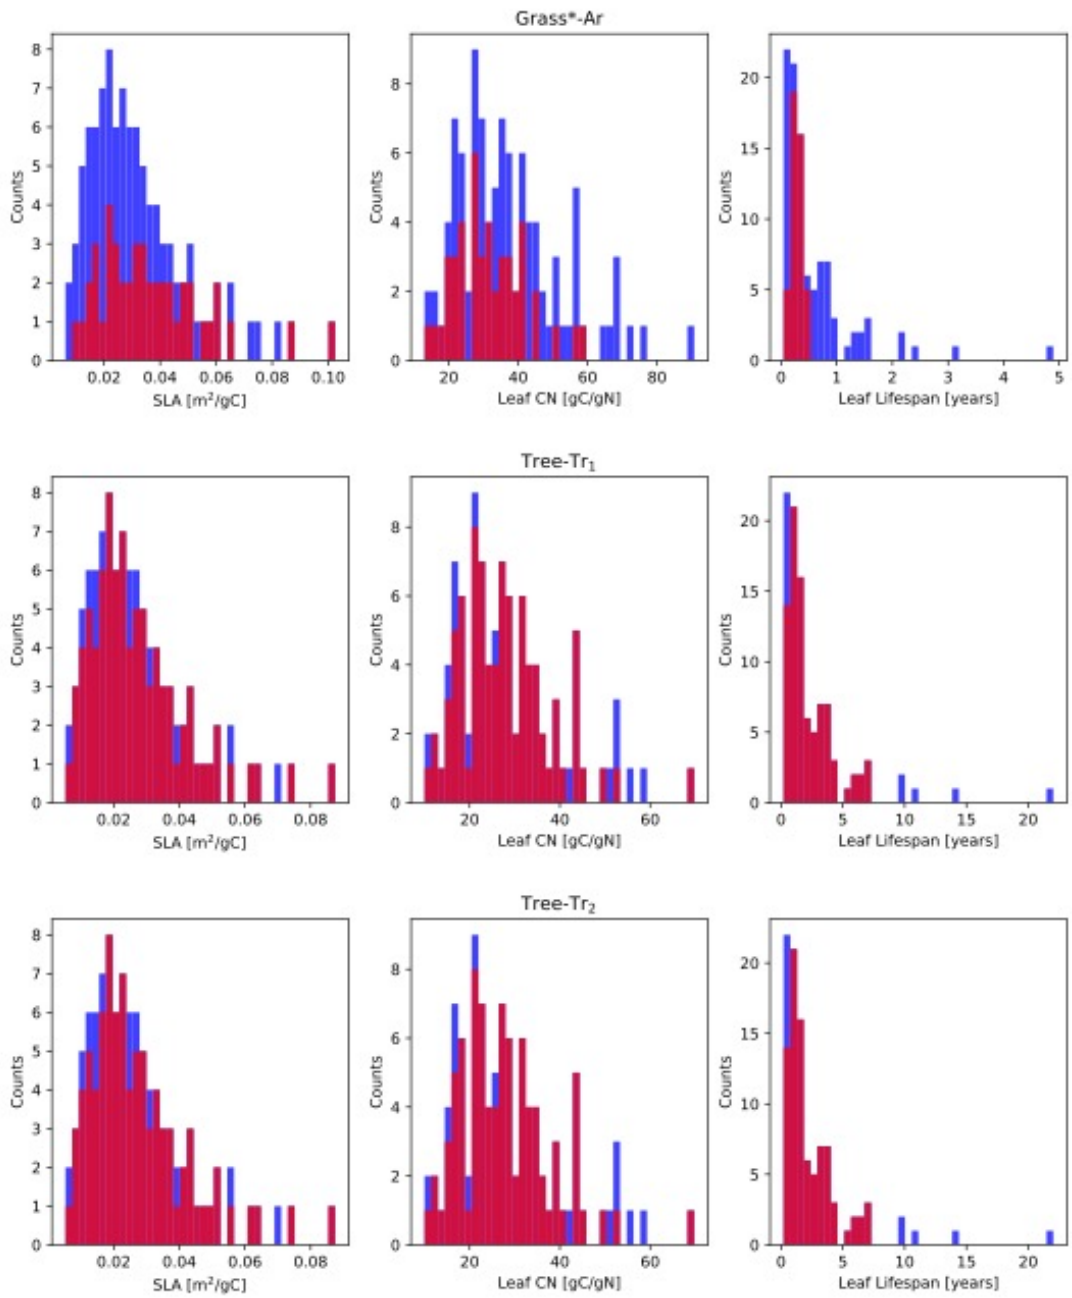 Grass*-Ar
8
7
6
5
4
3
2
1
0
Counts
0.02 0.04 0.06 0.08 0.10
SLA [m²/gC]
8
6
4
2
0
Counts
20 40 60 80
Leaf CN [gC/gN]
20
15
10
5
0
Counts
0 1 2 3 4 5
Leaf Lifespan [years]
Tree-Tr₁
8
7
6
5
4
3
2
1
0
Counts
0.02 0.04 0.06 0.08
SLA [m²/gC]
8
6
4
2
0
Counts
20 40 60
Leaf CN [gC/gN]
20
15
10
5
0
Counts
0 5 10 15 20
Leaf Lifespan [years]
Tree-Tr₂
8
7
6
5
4
3
2
1
0
Counts
0.02 0.04 0.06 0.08
SLA [m²/gC]
8
6
4
2
0
Counts
20 40 60
Leaf CN [gC/gN]
20
15
10
5
0
Counts
0 5 10 15 20
Leaf Lifespan [years]